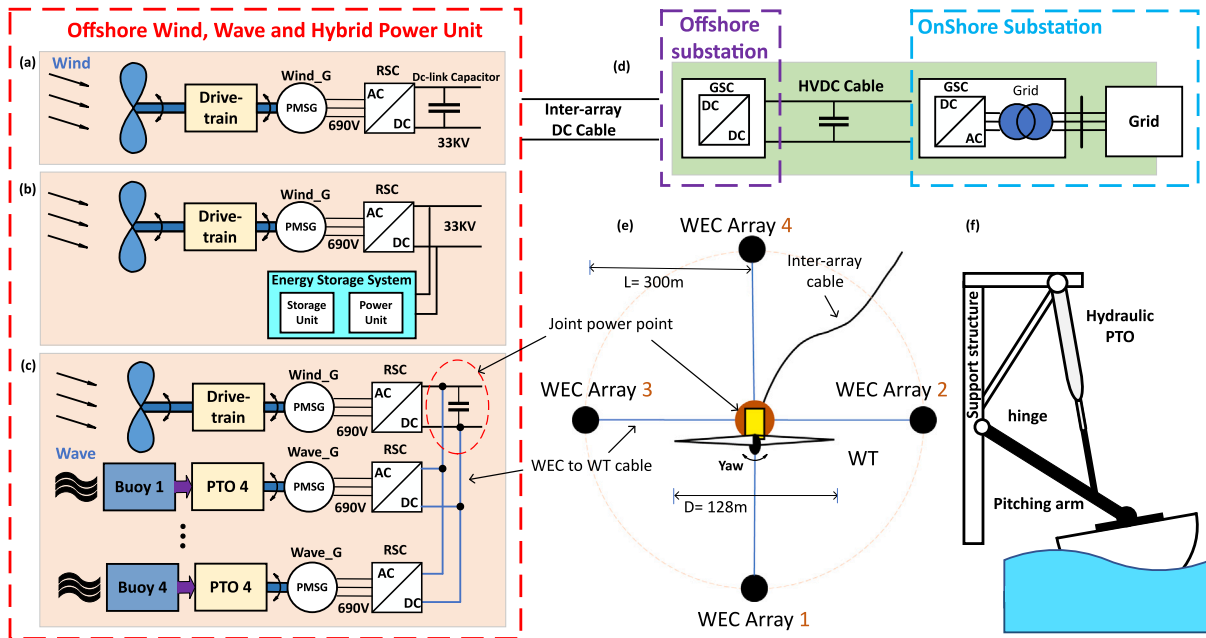 Offshore Wind, Wave and Hybrid Power Unit
(a)
Wind
Drive-
train
Wind_G
PMSG
690V
RSC
AC
DC
Dc-link Capacitor
33KV
(b)
Drive-
train
Wind_G
PMSG
690V
RSC
AC
DC
33KV
Energy Storage System
Storage
Unit
Power
Unit
(c)
Drive-
train
Wind_G
PMSG
690V
RSC
AC
DC
Wave
Buoy 1
PTO 4
Wave_G
PMSG
690V
RSC
AC
DC
Buoy 4
PTO 4
Wave_G
PMSG
690V
RSC
AC
DC
Inter-array
DC Cable
Offshore
substation
OnShore Substation
(d)
GSC
DC
DC
HVDC Cable
GSC
DC
AC
Grid
Grid
(e)
WEC Array 4
L= 300m
Inter-array
cable
Joint power point
WEC Array 3
WEC Array 2
WEC to WT cable
Yaw
WT
D= 128m
WEC Array 1
(f)
Support structure
Hydraulic
PTO
hinge
Pitching arm